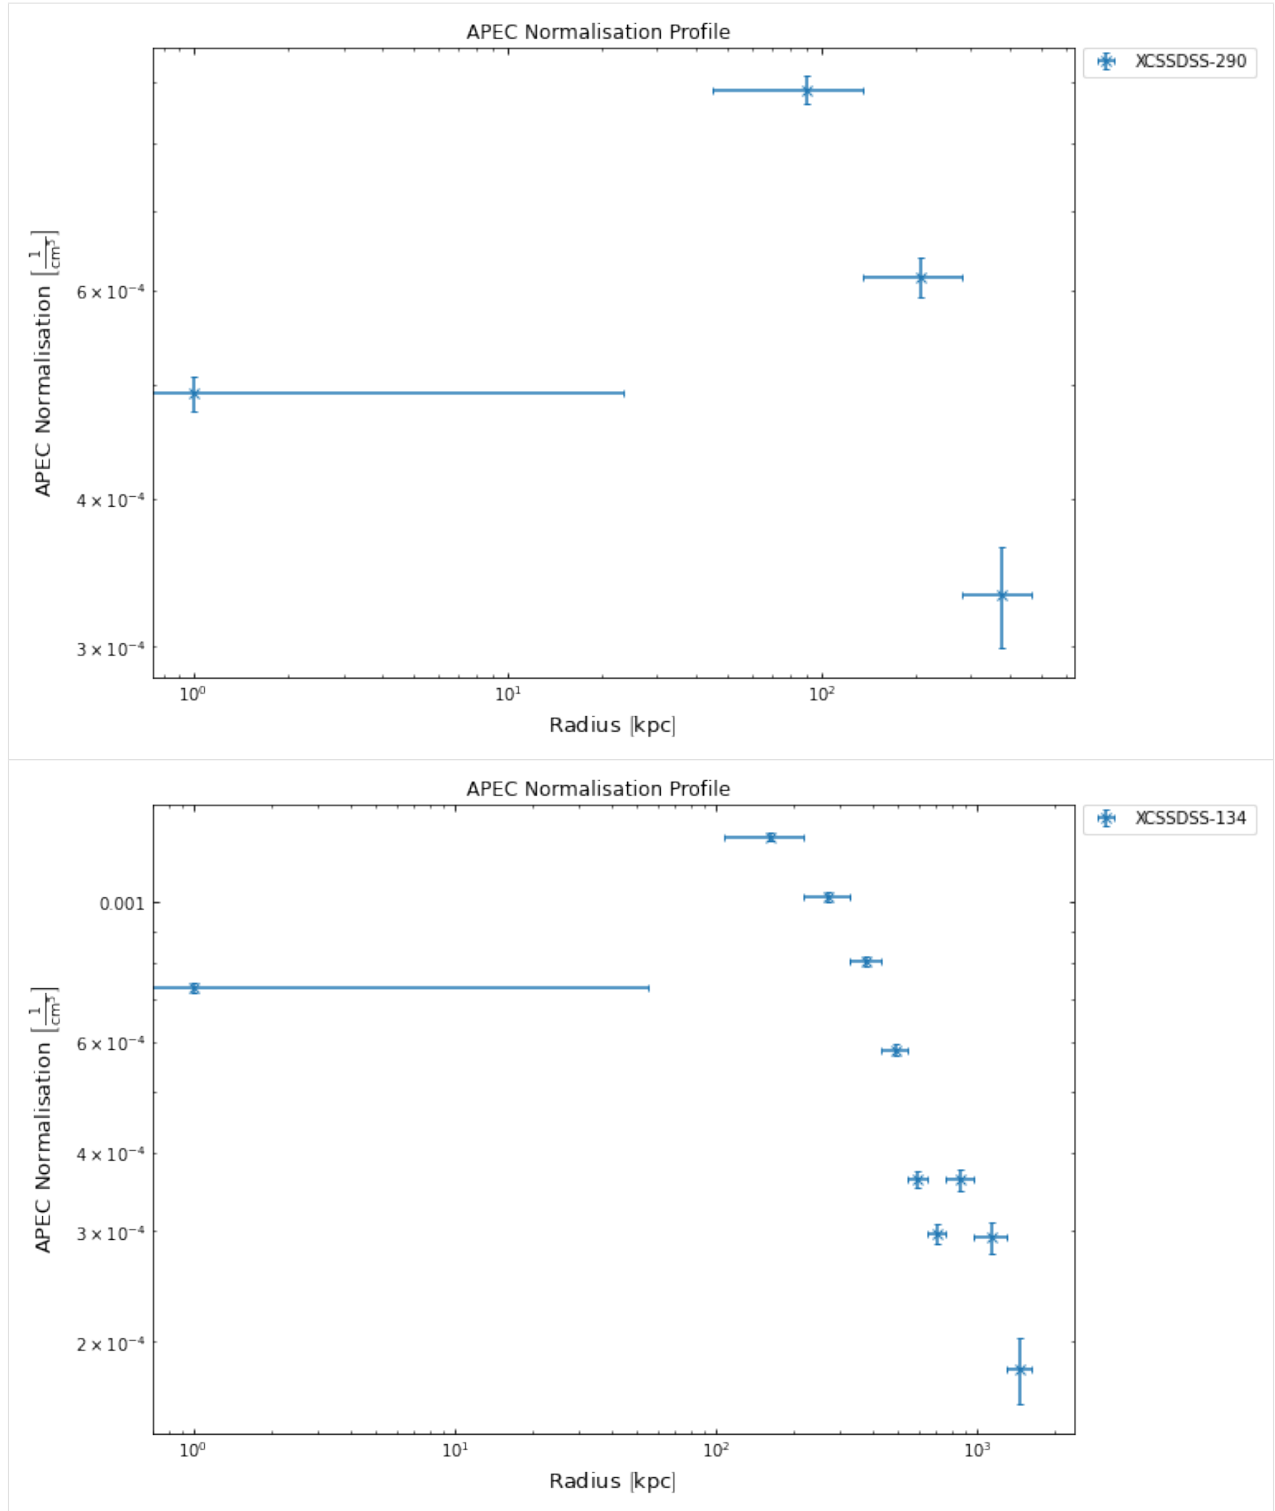 APEC Normalisation Profile
XCSSDSS-290
APEC Normalisation [1/cm⁵]
6 × 10⁻⁴
4 × 10⁻⁴
3 × 10⁻⁴
10⁰ 10¹ 10²
Radius [kpc]
APEC Normalisation Profile
XCSSDSS-134
APEC Normalisation [1/cm⁵]
0.001
6 × 10⁻⁴
4 × 10⁻⁴
3 × 10⁻⁴
2 × 10⁻⁴
10⁰ 10¹ 10² 10³
Radius [kpc]